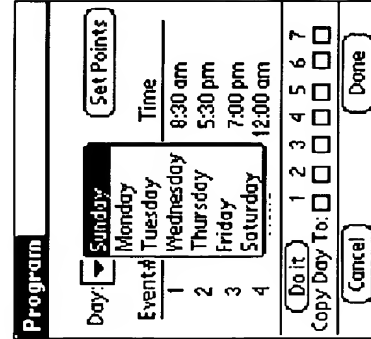 Program
Day: Sunday Set Points
Monday
Event# Tuesday Time
1 Wednesday 8:30 am
2 Thursday 5:30 pm
3 Friday 7:00 pm
4 Saturday 12:00 am
Do it 1 2 3 4 5 6 7
Copy Day To:
Cancel Done